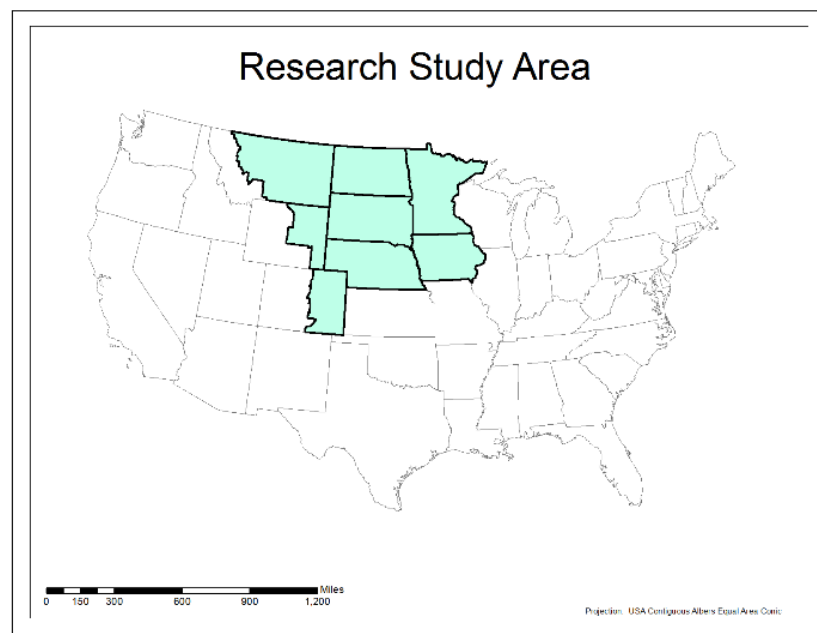 Research Study Area
Miles
0 150 300 600 900 1,200
Projection: USA Contiguous Albers Equal Area Conic